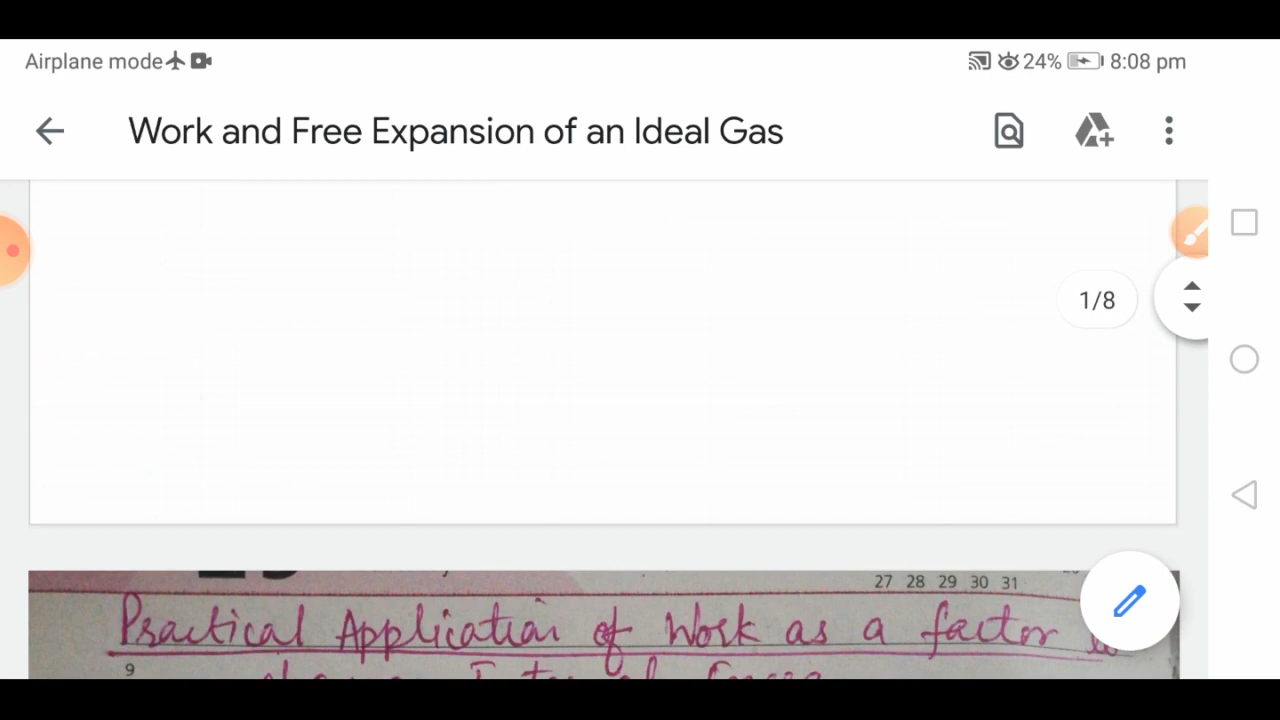 Airplane mode 24% 8:08 pm
Work and Free Expansion of an Ideal Gas
1/8
27 28 29 30 31
Practical Application of Work as a factor
9